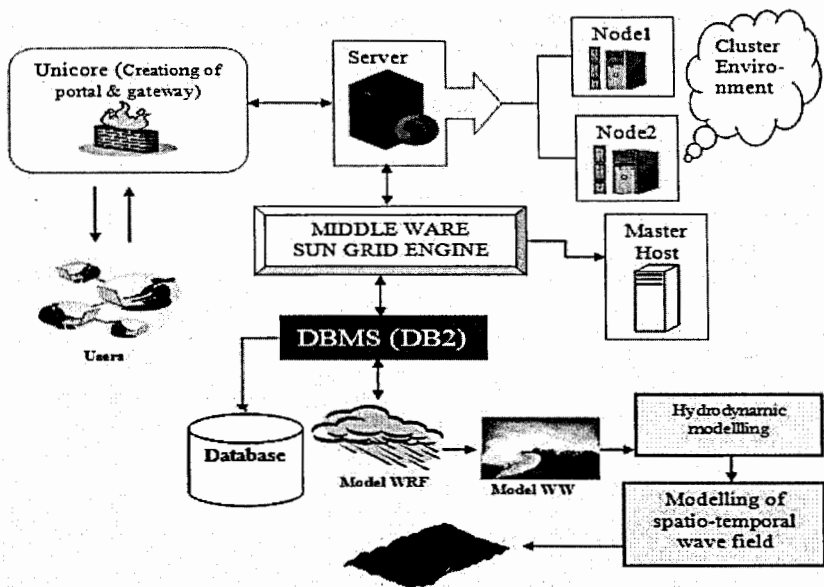 Unicore (Creationg of
portal & gateway)
Server
Node1
Node2
Cluster
Environ-
nment
MIDDLE WARE
SUN GRID ENGINE
Master
Host
Users
DBMS (DB2)
Database
Model WRF
Model WW
Hydrodynamic
modellling
Modelling of
spatio-temporal
wave field